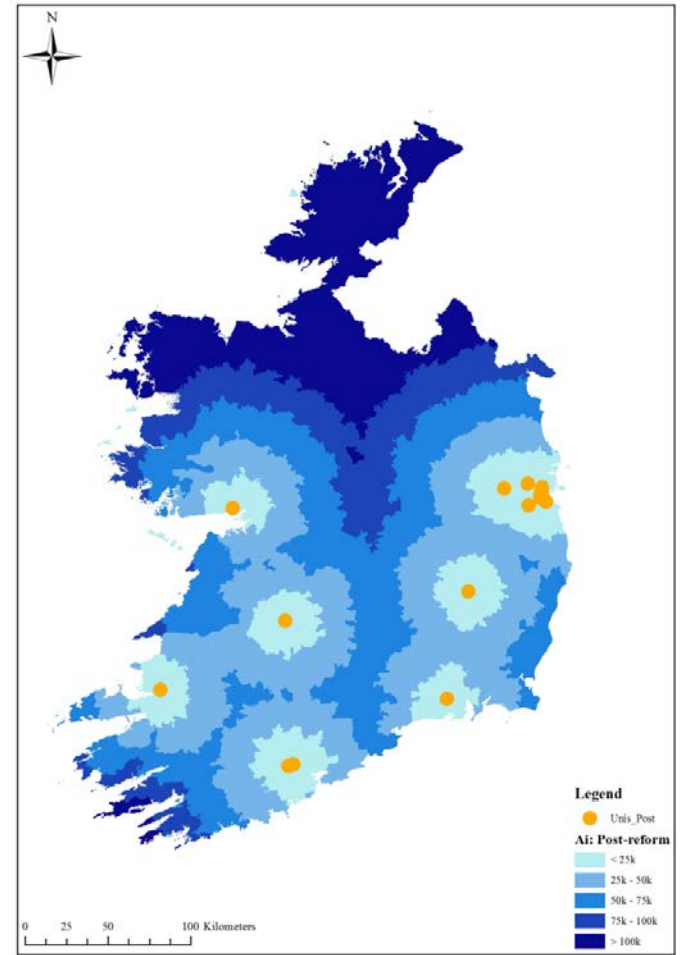 N
Legend
Unis_Post
Ai: Post-reform
< 25k
25k - 50k
50k - 75k
75k - 100k
> 100k
0 25 50 100 Kilometers